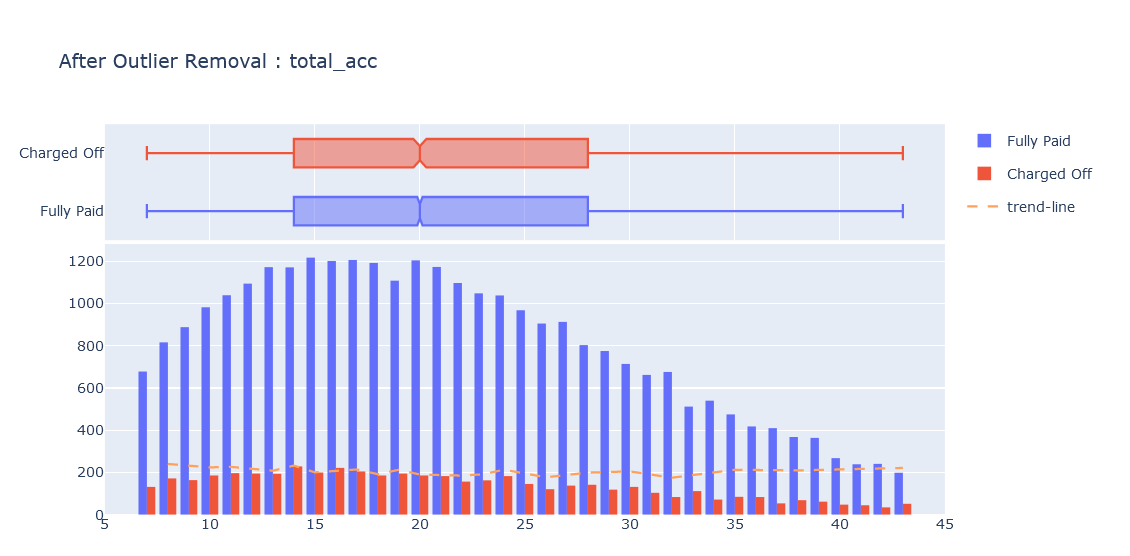 After Outlier Removal : total_acc
Charged Off
Fully Paid
Fully Paid
Charged Off
trend-line
1200
1000
800
600
400
200
0
5 10 15 20 25 30 35 40 45